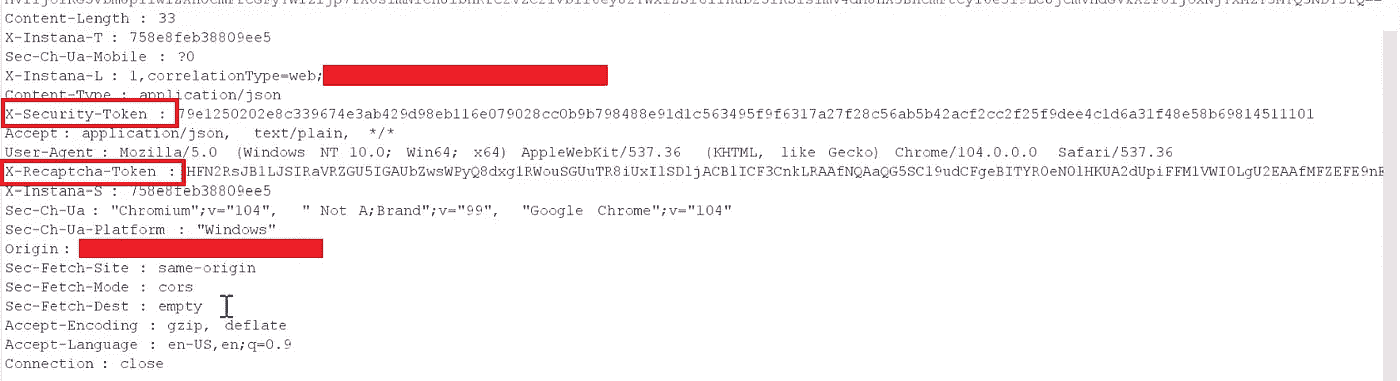 Content-Length : 33
X-Instana-T : 758e8feb38809ee5
Sec-Ch-Ua-Mobile : ?0
X-Instana-L : 1,correlationType=web;
Content-Type : application/json
X-Security-Token : 79e1250202e8c339674e3ab429d98eb116e079028cc0b9b798488e91d1c563495f9f6317a27f28c56ab5b42acf2cc2f25f9dee4c1d6a31f48e58b69814511101
Accept : application/json, text/plain, */*
User-Agent : Mozilla/5.0 (Windows NT 10.0; Win64; x64) AppleWebKit/537.36 (KHTML, like Gecko) Chrome/104.0.0.0 Safari/537.36
X-Recaptcha-Token :
X-Instana-S : 758e8feb38809ee5
Sec-Ch-Ua : "Chromium";v="104", " Not A;Brand";v="99", "Google Chrome";v="104"
Sec-Ch-Ua-Platform : "Windows"
Origin :
Sec-Fetch-Site : same-origin
Sec-Fetch-Mode : cors
Sec-Fetch-Dest : empty
Accept-Encoding : gzip, deflate
Accept-Language : en-US,en;q=0.9
Connection : close